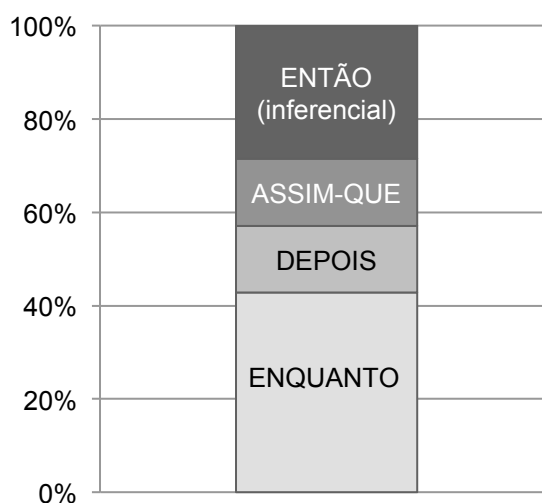 100%
ENTÃO
(inferencial)
80%
ASSIM-QUE
60%
DEPOIS
40%
ENQUANTO
20%
0%